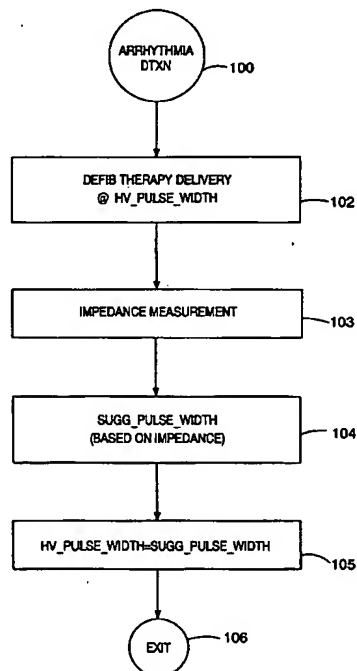 ARRHYTHMIA
DTXN
100
DEFIB THERAPY DELIVERY
@ HV_PULSE_WIDTH
102
IMPEDANCE MEASUREMENT
103
SUGG_PULSE_WIDTH
(BASED ON IMPEDANCE)
104
HV_PULSE_WIDTH=SUGG_PULSE_WIDTH
105
EXIT
106